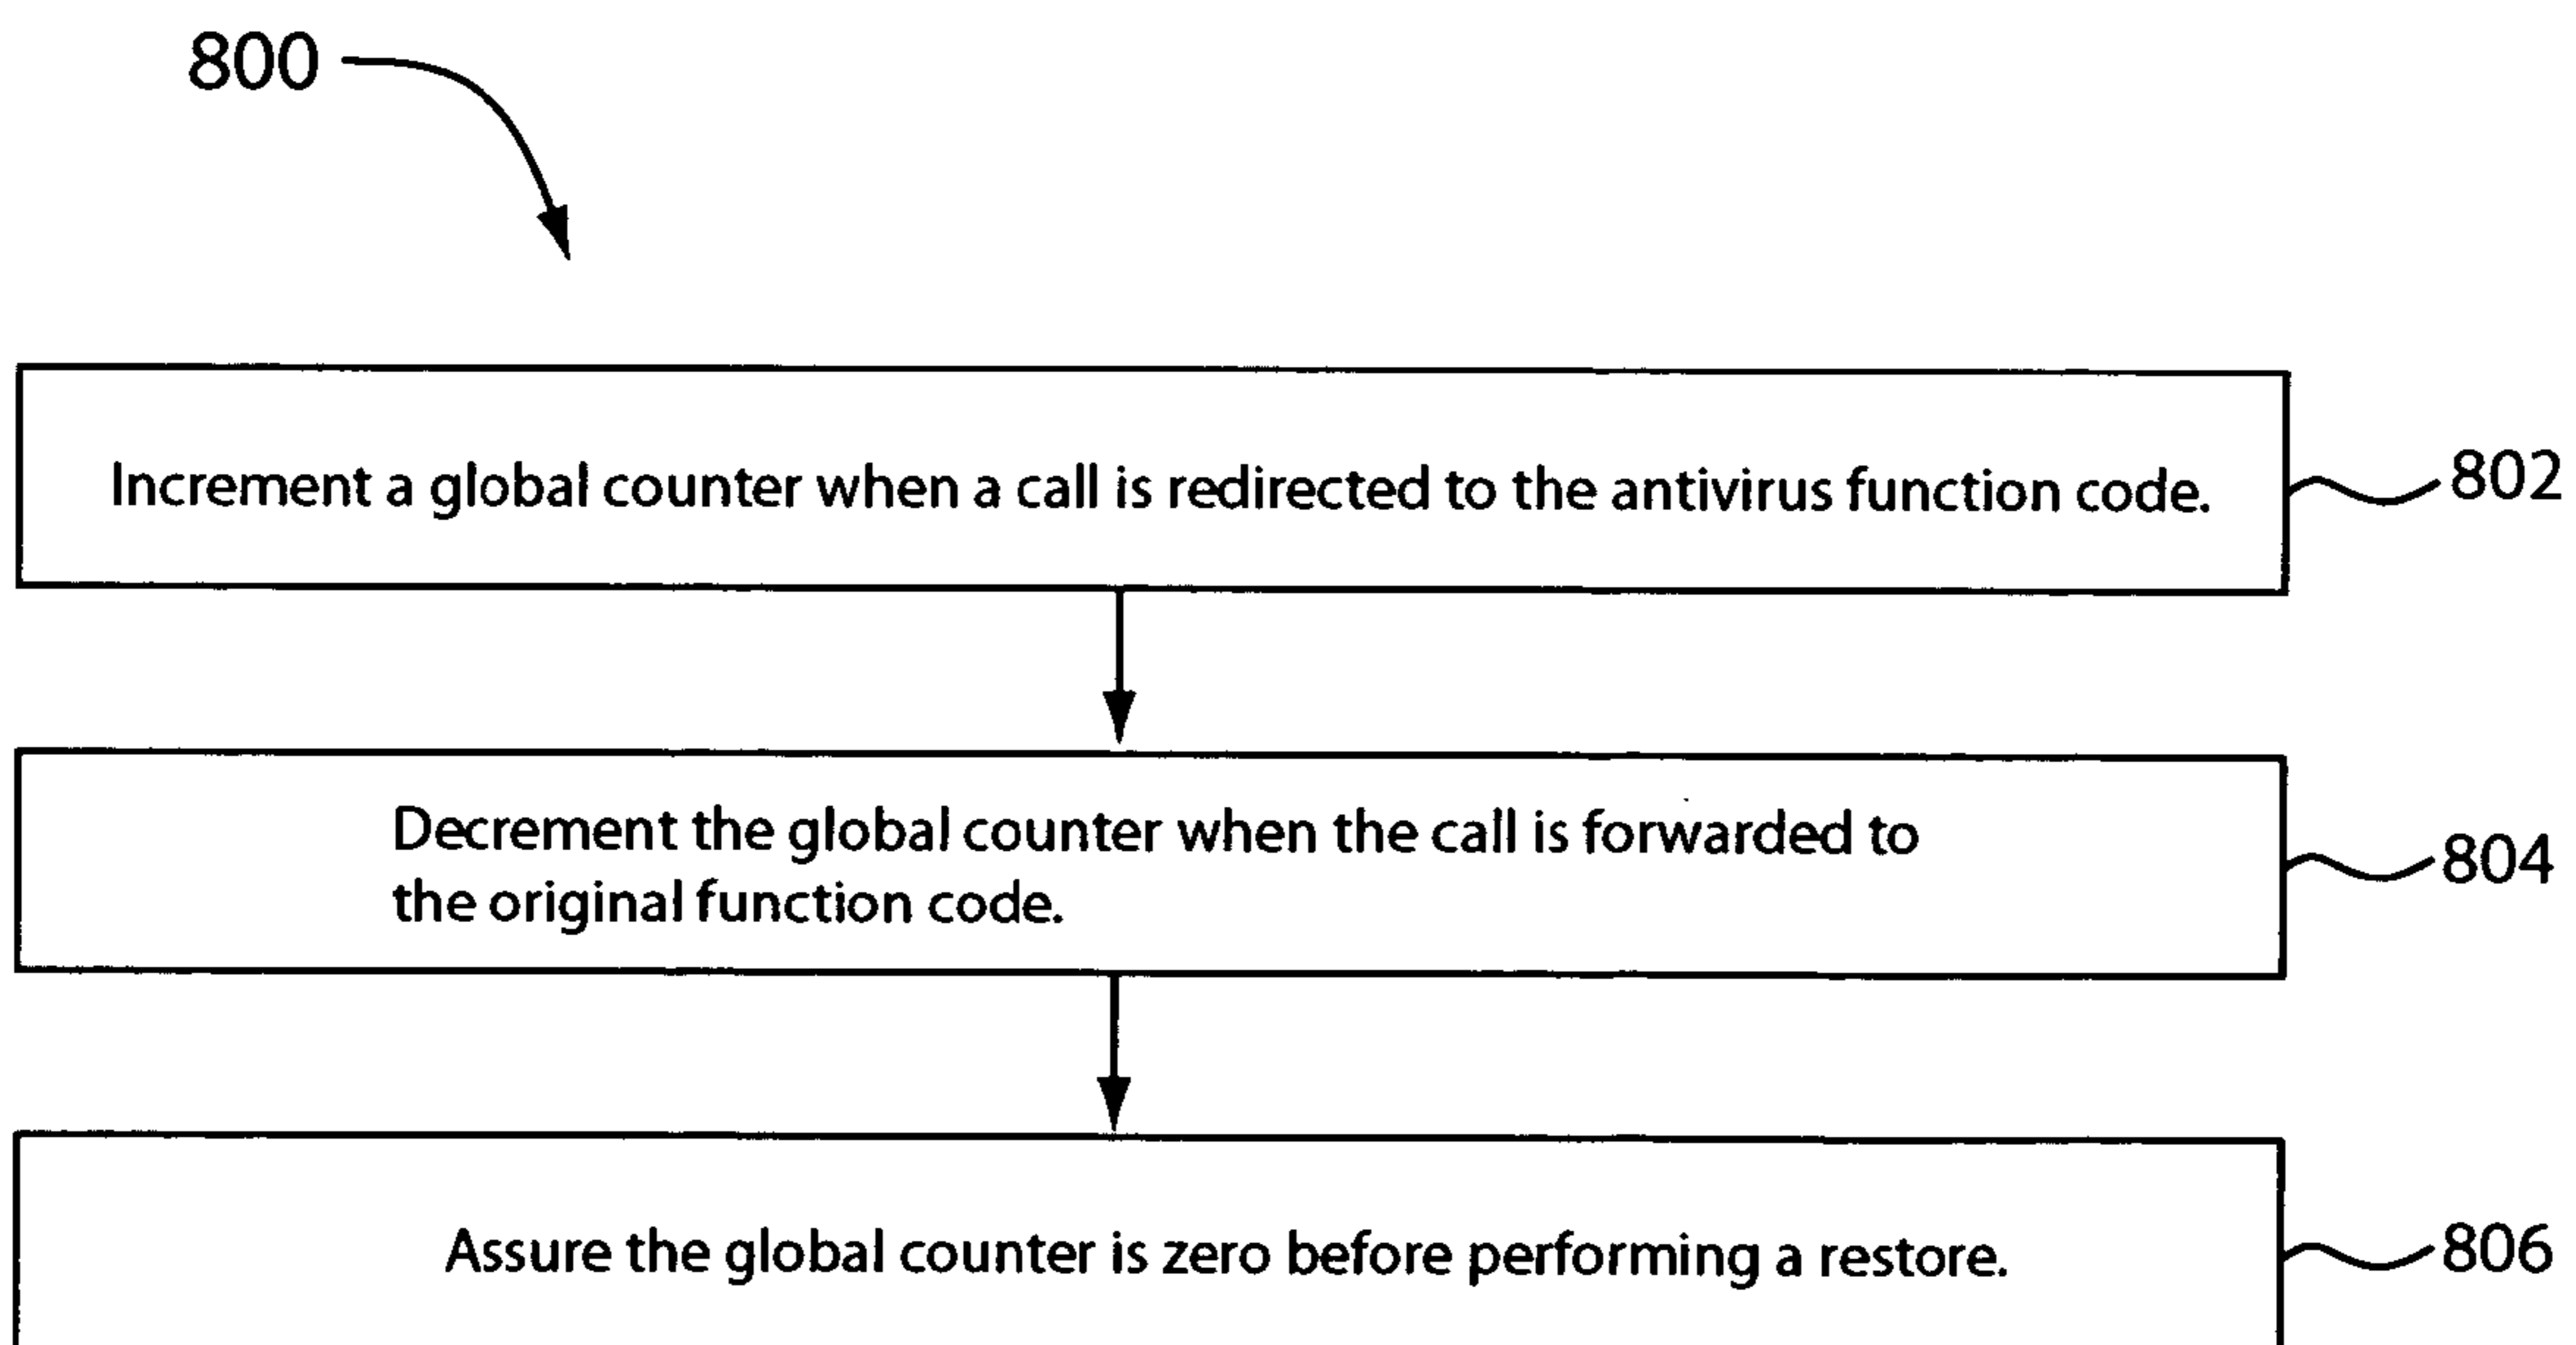 800
Increment a global counter when a call is redirected to the antivirus function code.
802
Decrement the global counter when the call is forwarded to
the original function code.
804
Assure the global counter is zero before performing a restore.
806